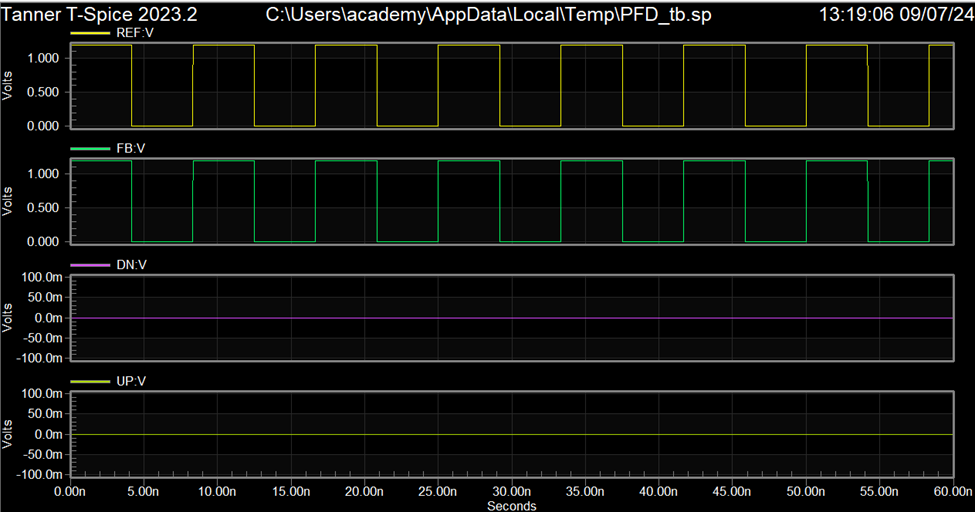 Tanner T-Spice 2023.2 C:\Users\academy\AppData\Local\Temp\PFD_tb.sp 13:19:06 09/07/24
REF:V
Volts
1.000
0.500
0.000
FB:V
Volts
1.000
0.500
0.000
DN:V
Volts
100.0m
50.0m
0.0m
-50.0m
-100.0m
UP:V
Volts
100.0m
50.0m
0.0m
-50.0m
-100.0m
0.00n 5.00n 10.00n 15.00n 20.00n 25.00n 30.00n 35.00n 40.00n 45.00n 50.00n 55.00n 60.00n
Seconds